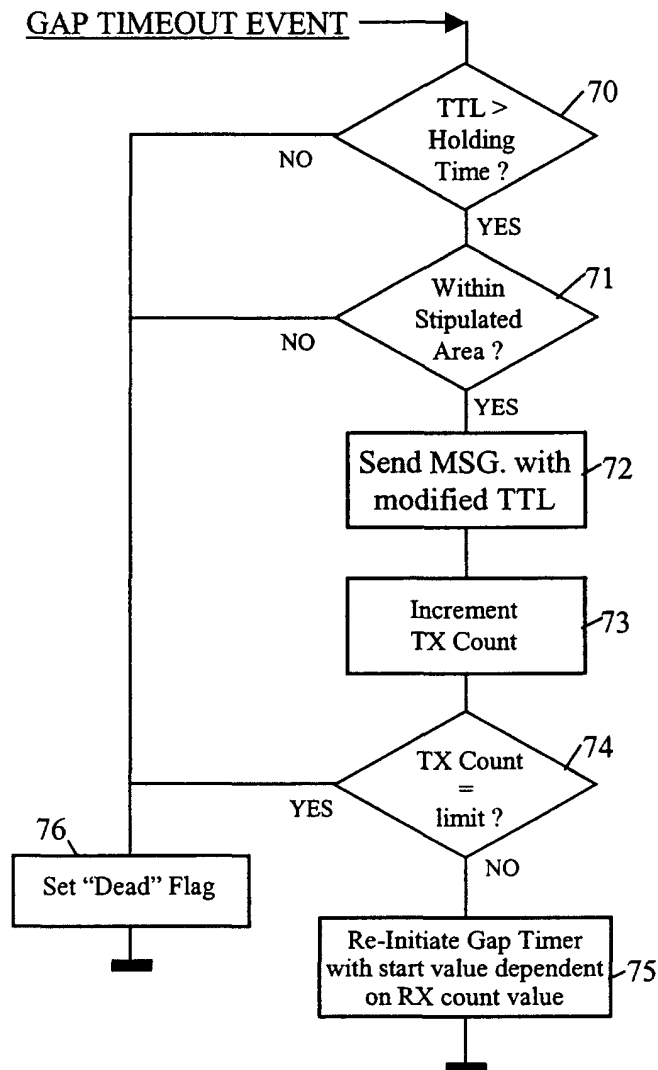 GAP TIMEOUT EVENT
70
TTL >
Holding
Time ?
NO
YES
71
Within
Stipulated
Area ?
NO
YES
Send MSG. with
modified TTL
72
Increment
TX Count
73
74
TX Count
=
limit ?
YES
NO
76
Set “Dead” Flag
Re-Initiate Gap Timer
with start value dependent
on RX count value
75